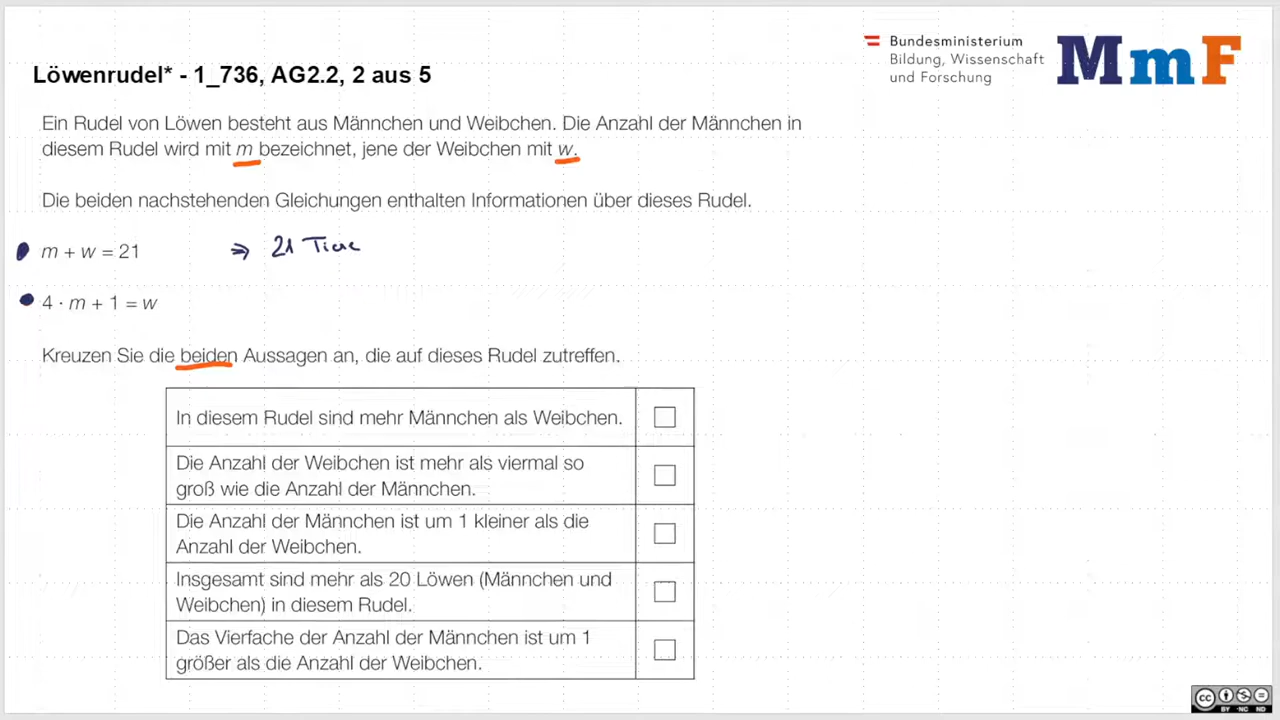 Bundesministerium
Bildung, Wissenschaft
und Forschung
MmF
Löwenrudel* - 1_736, AG2.2, 2 aus 5
Ein Rudel von Löwen besteht aus Männchen und Weibchen. Die Anzahl der Männchen in
diesem Rudel wird mit m bezeichnet, jene der Weibchen mit w.
Die beiden nachstehenden Gleichungen enthalten Informationen über dieses Rudel.
m + w = 21 ⇒ 21 Tiere
4 · m + 1 = w
Kreuzen Sie die beiden Aussagen an, die auf dieses Rudel zutreffen.
In diesem Rudel sind mehr Männchen als Weibchen.
Die Anzahl der Weibchen ist mehr als viermal so
groß wie die Anzahl der Männchen.
Die Anzahl der Männchen ist um 1 kleiner als die
Anzahl der Weibchen.
Insgesamt sind mehr als 20 Löwen (Männchen und
Weibchen) in diesem Rudel.
Das Vierfache der Anzahl der Männchen ist um 1
größer als die Anzahl der Weibchen.
CC BY NC ND